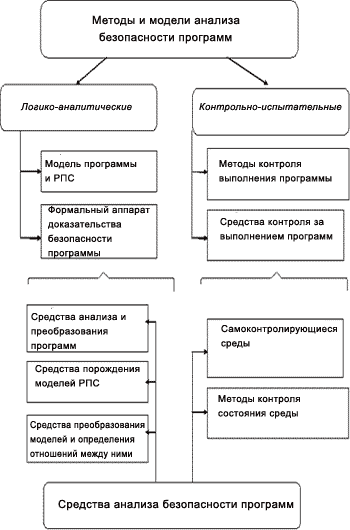 Методы и модели анализа
безопасности программ
Логико-аналитические
Контрольно-испытательные
Модель программы
и РПС
Формальный аппарат
доказательства
безопасности
программы
Методы контроля
выполнения программы
Средства контроля за
выполнением программ
Средства анализа и
преобразования
программ
Средства порождения
моделей РПС
Средства преобразования
моделей и определения
отношений между ними
Самоконтролирующиеся
среды
Методы контроля
состояния среды
Средства анализа безопасности программ